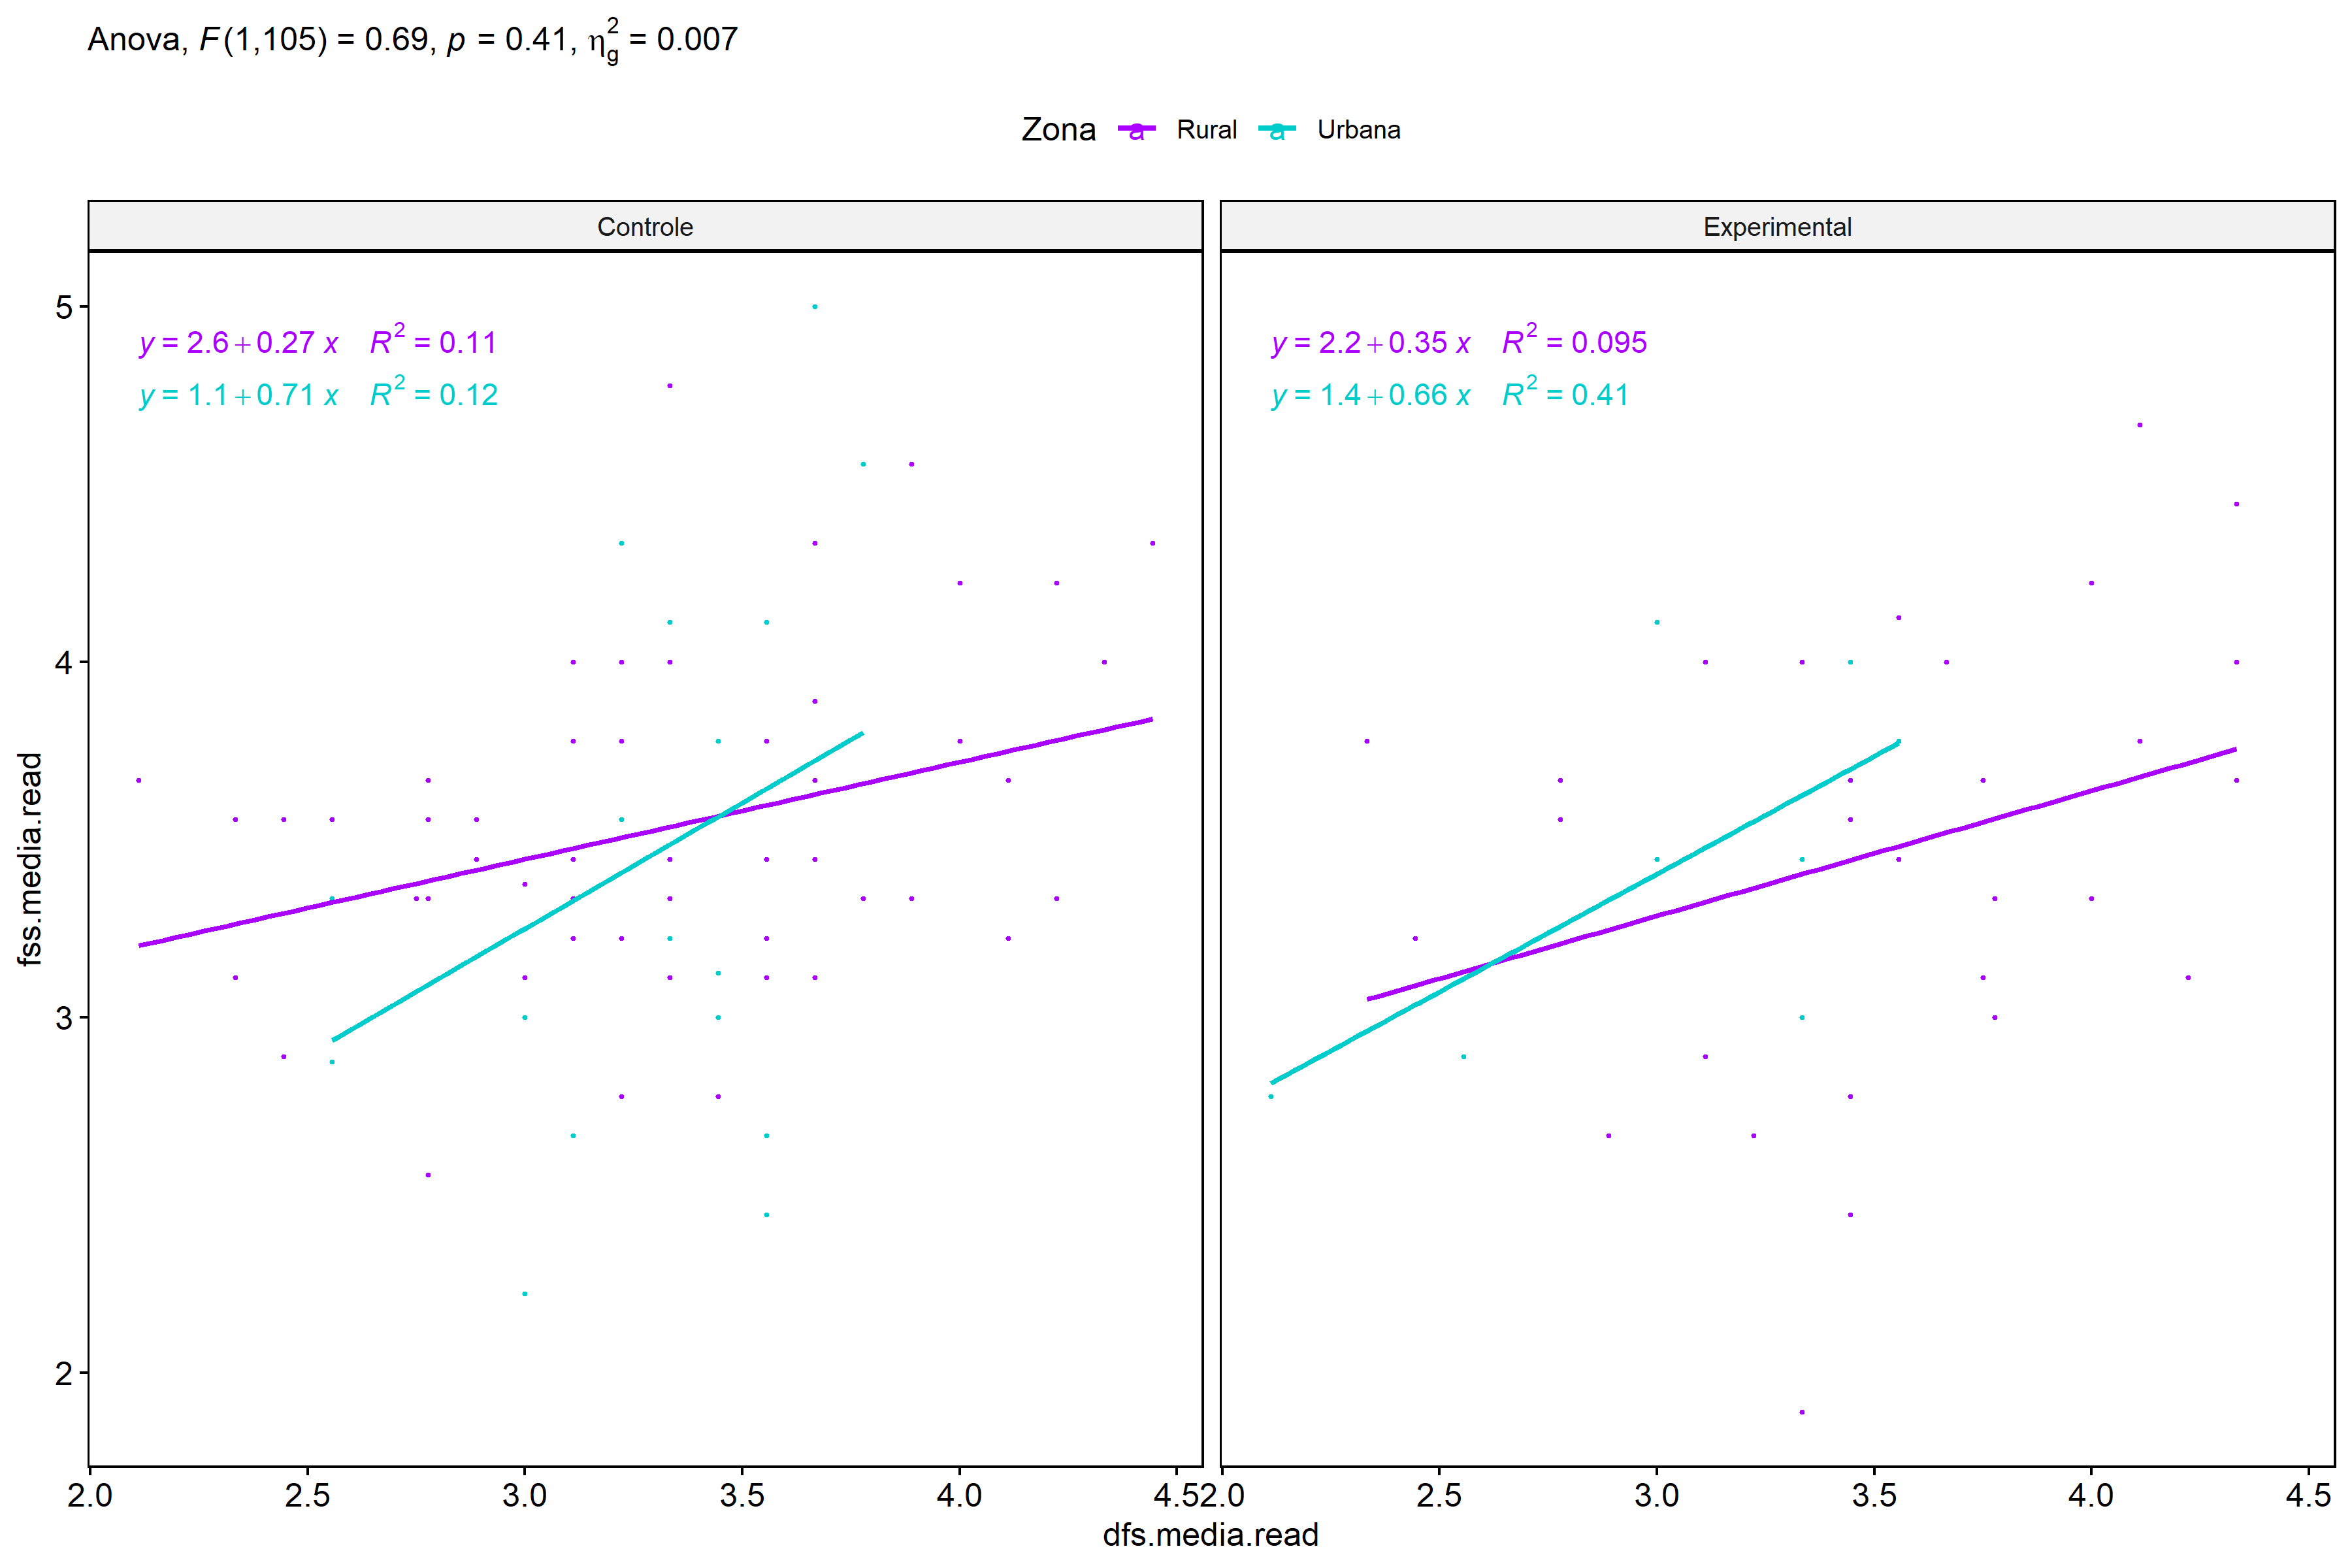 Anova, F(1,105) = 0.69, p = 0.41, η²g = 0.007
Zona a Rural a Urbana
Controle
Experimental
y = 2.6 + 0.27 x R² = 0.11
y = 1.1 + 0.71 x R² = 0.12
y = 2.2 + 0.35 x R² = 0.095
y = 1.4 + 0.66 x R² = 0.41
fss.media.read
5
4
3
2
2.0 2.5 3.0 3.5 4.0 4.5
2.0 2.5 3.0 3.5 4.0 4.5
dfs.media.read